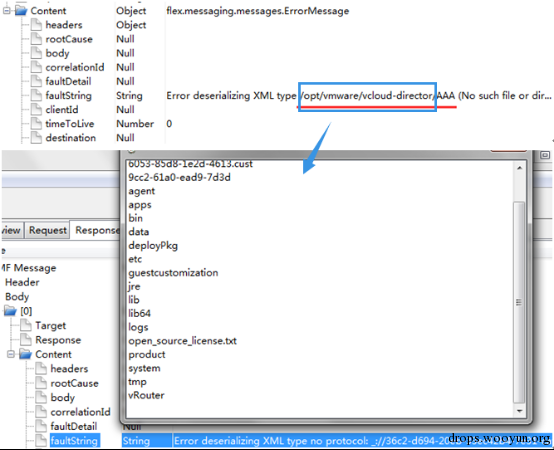 Content Object flex.messaging.messages.ErrorMessage
headers Object
rootCause Null
body Null
correlationId Null
faultDetail Null
faultString String Error deserializing XML type /opt/vmware/vcloud-director/AAA (No such file or dir...
clientId Null
timeToLive Number 0
destination Null
6053-85d8-1e2d-4613.cust
9cc2-61a0-ead9-7d3d
agent
apps
bin
data
deployPkg
etc
guestcustomization
jre
lib
lib64
logs
open_source_license.txt
product
system
tmp
vRouter
view Request Response
MF Message
Header
Body
[0]
Target
Response
Content
headers
rootCause
body
correlationId
faultDetail Null
faultString String Error deserializing XML type no protocol: _://36c2-d694-20
drops.wooyun.org